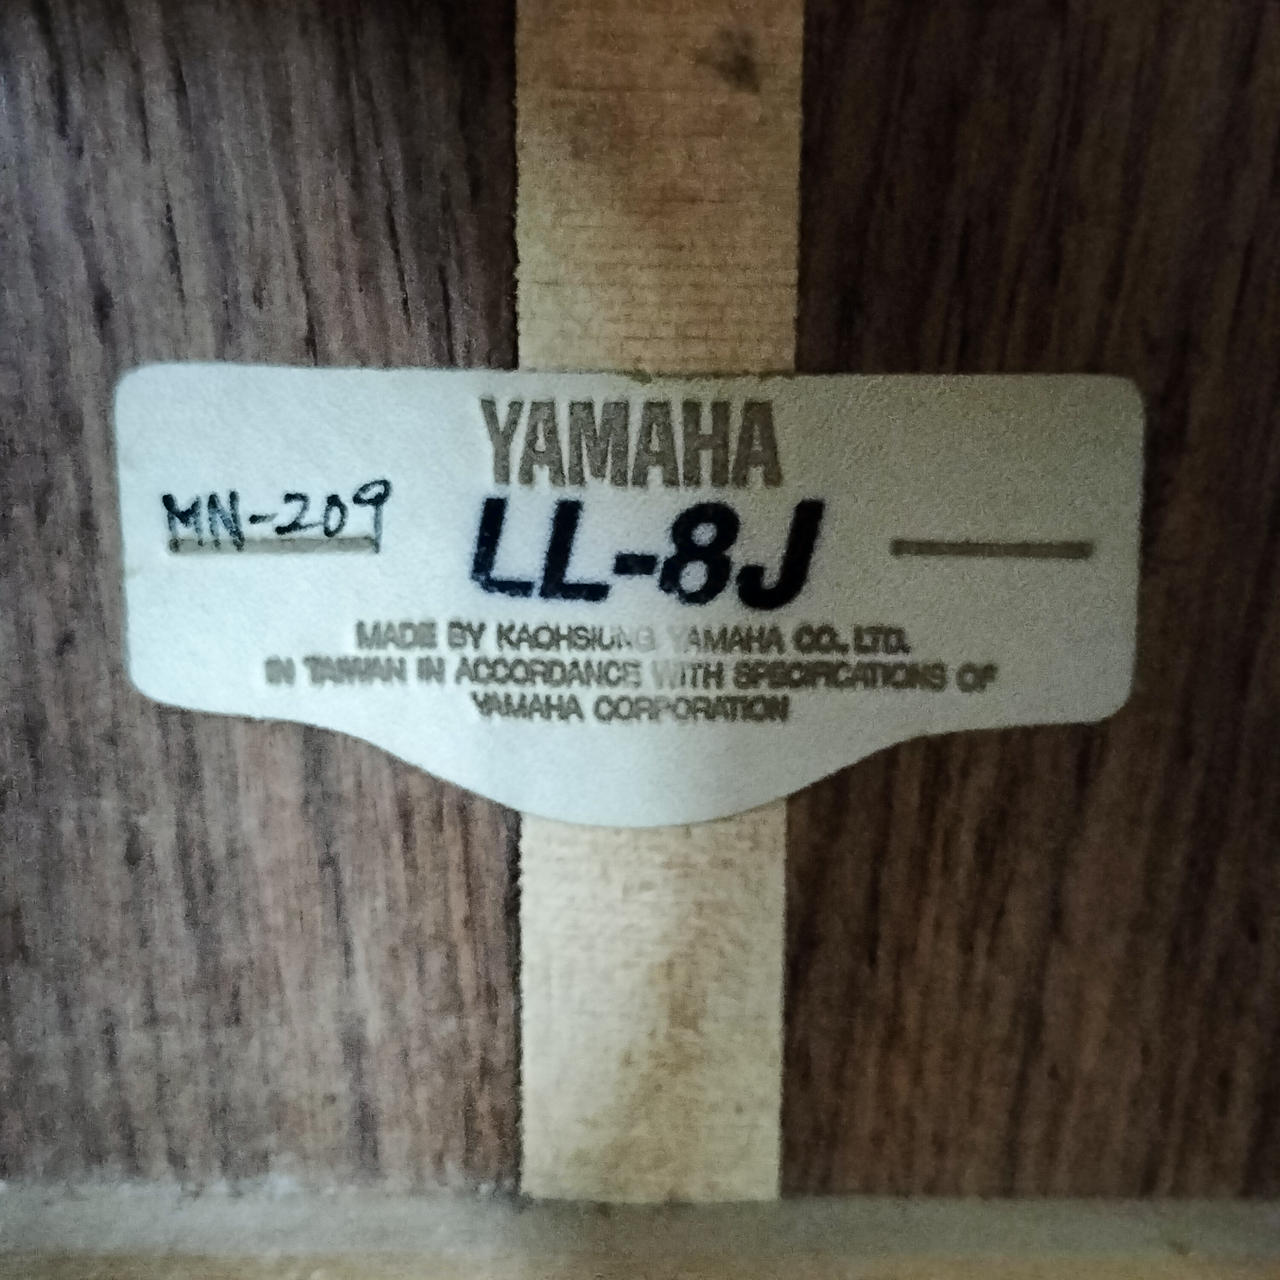 YAMAHA
MN-209
LL-8J
MADE BY KAOHSIUNG YAMAHA CO., LTD.
IN TAIWAN IN ACCORDANCE WITH SPECIFICATIONS OF
YAMAHA CORPORATION